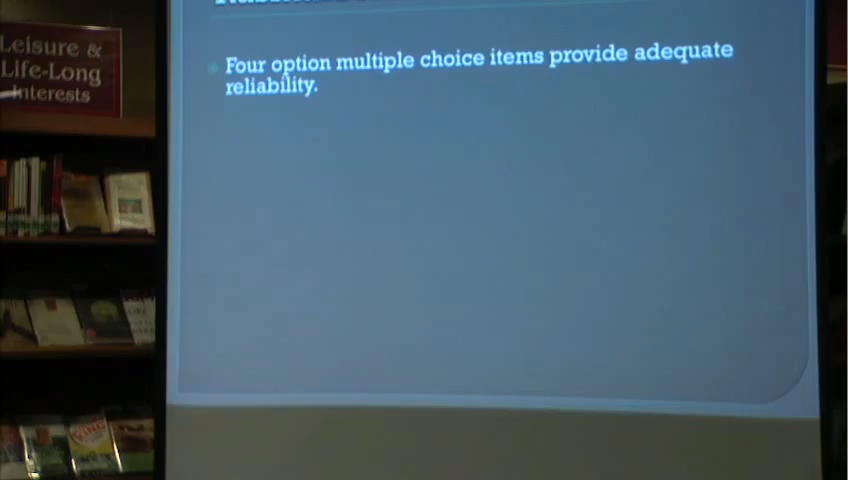 Leisure &
Life-Long
Interests
Four option multiple choice items provide adequate
reliability.